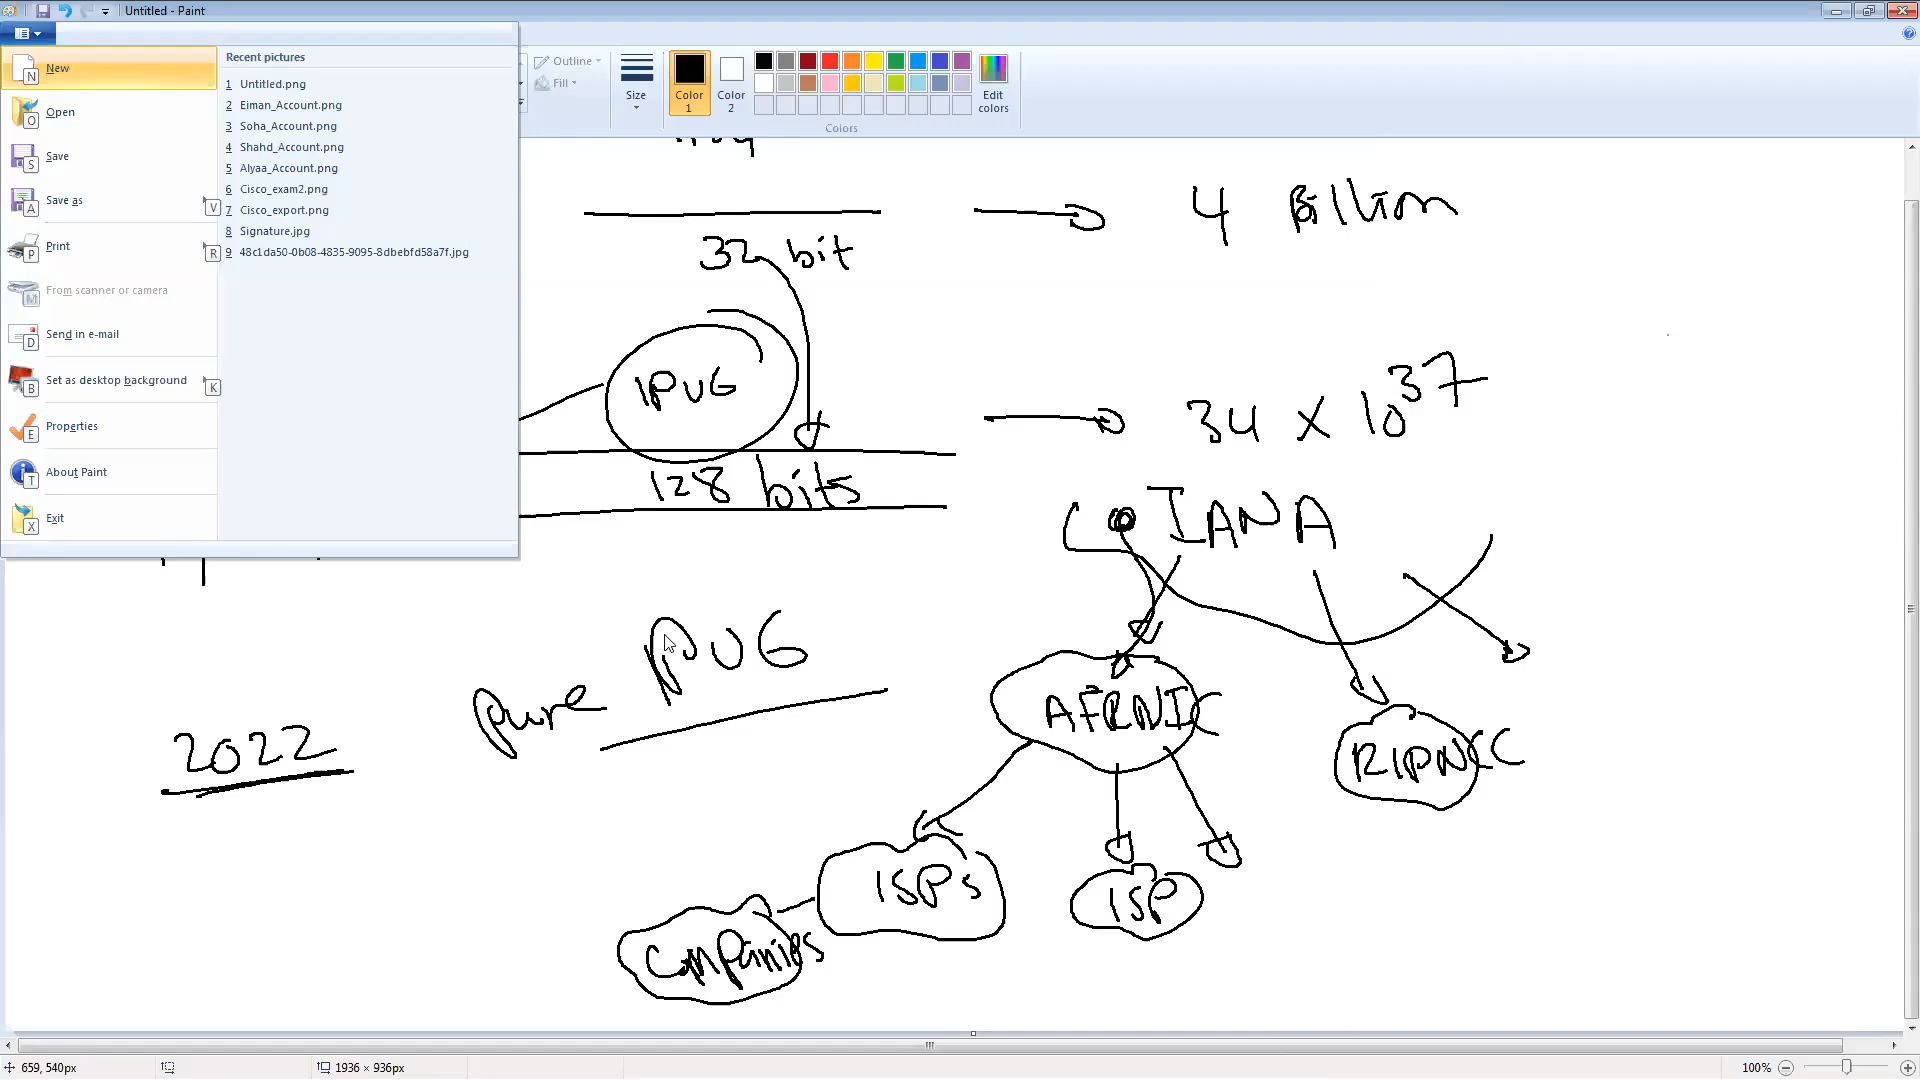 Untitled - Paint
New
Open
Save
Save as
Print
From scanner or camera
Send in e-mail
Set as desktop background
Properties
About Paint
Exit
N
O
S
A
V
P
R
M
D
B
K
E
T
X
Recent pictures
1 Untitled.png
2 Eiman_Account.png
3 Soha_Account.png
4 Shahd_Account.png
5 Alyaa_Account.png
6 Cisco_exam2.png
7 Cisco_export.png
8 Signature.jpg
9 48c1da50-0b08-4835-9095-8dbebfd58a7f.jpg
Outline
Fill
Size
Color 1
Color 2
Edit colors
Colors
4 Billion
32 bit
IPV6
34 X 10^37
128 bits
IANA
pure IPV6
AFRNIC
RIPNCC
2022
ISPs
ISP
Companies
659, 540px
1936 × 936px
100%